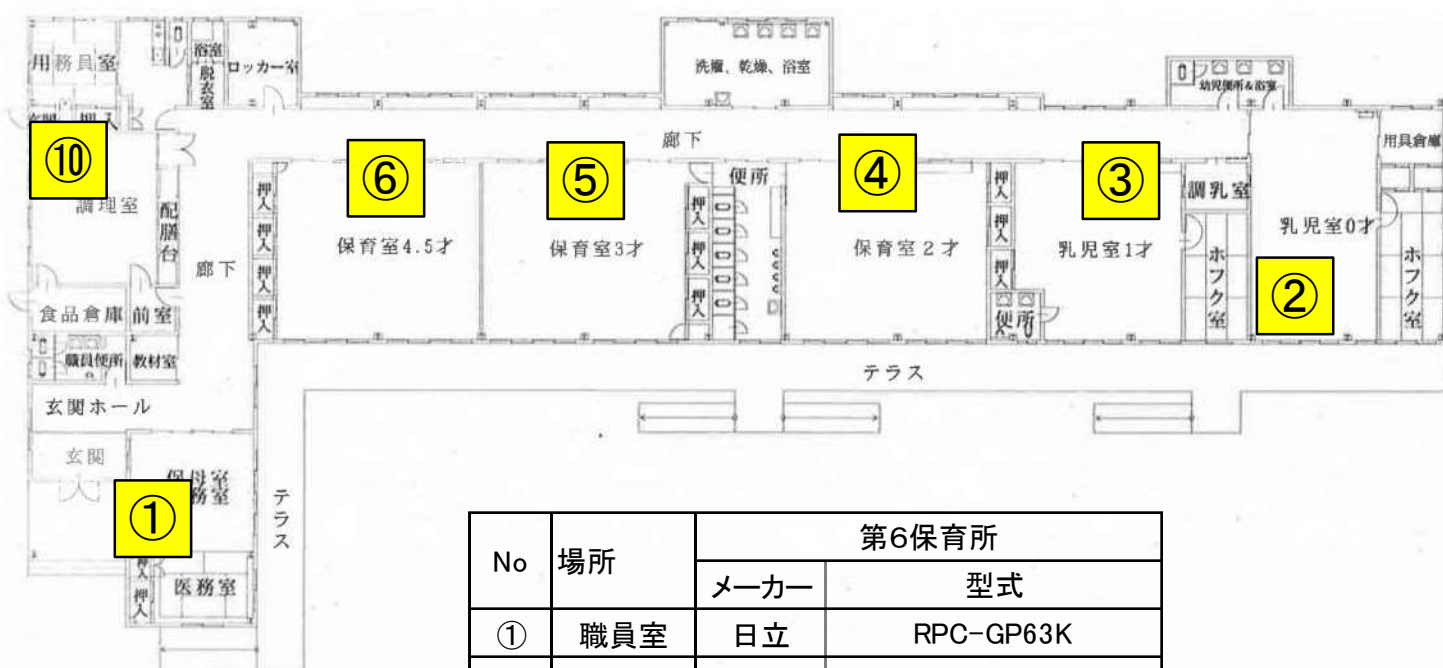 用務員室
浴室
脱衣室
ロッカー室
洗濯、乾燥、浴室
幼児便所&浴室
押入
⑩
調理室
配膳台
廊下
廊下
押入
押入
押入
押入
⑥
保育室4.5才
⑤
保育室3才
押入
押入
押入
便所
④
保育室2才
押入
押入
押入
便所
③
乳児室1才
調乳室
ホフク室
乳児室0才
②
用具倉庫
ホフク室
食品倉庫
前室
職員便所
教材室
玄関ホール
テラス
玄関
保母室
務室
①
押入
押入
医務室
テラス
No 場所 第6保育所
メーカー 型式
① 職員室 日立 RPC-GP63K